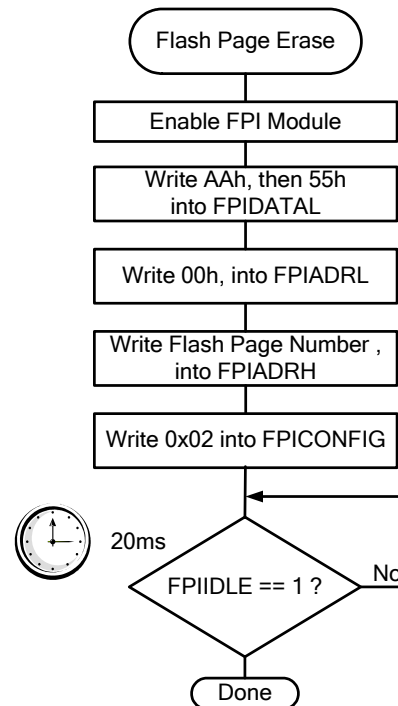 Flash Page Erase
Enable FPI Module
Write AAh, then 55h
into FPIDATAL
Write 00h, into FPIADRL
Write Flash Page Number ,
into FPIADRH
Write 0x02 into FPICONFIG
20ms
FPIIDLE == 1 ?
No
Done